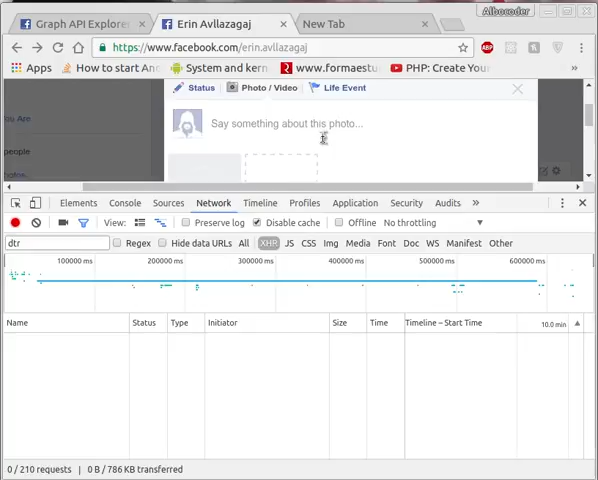 Albocoder
Graph API Explorer
Erin Avllazagaj
New Tab
https://www.facebook.com/erin.avllazagaj
ABP
Apps
How to start An
System and kern
www.formaest
PHP: Create You
Status
Photo / Video
Life Event
You Are
Say something about this photo...
people
hotos.
Elements Console Sources Network Timeline Profiles Application Security Audits »
View: Preserve log Disable cache Offline No throttling
dtr
Regex Hide data URLs All XHR JS CSS Img Media Font Doc WS Manifest Other
100000 ms 200000 ms 300000 ms 400000 ms 500000 ms 600000 ms
Name Status Type Initiator Size Time Timeline – Start Time 10.0 min
0 / 210 requests | 0 B / 786 KB transferred